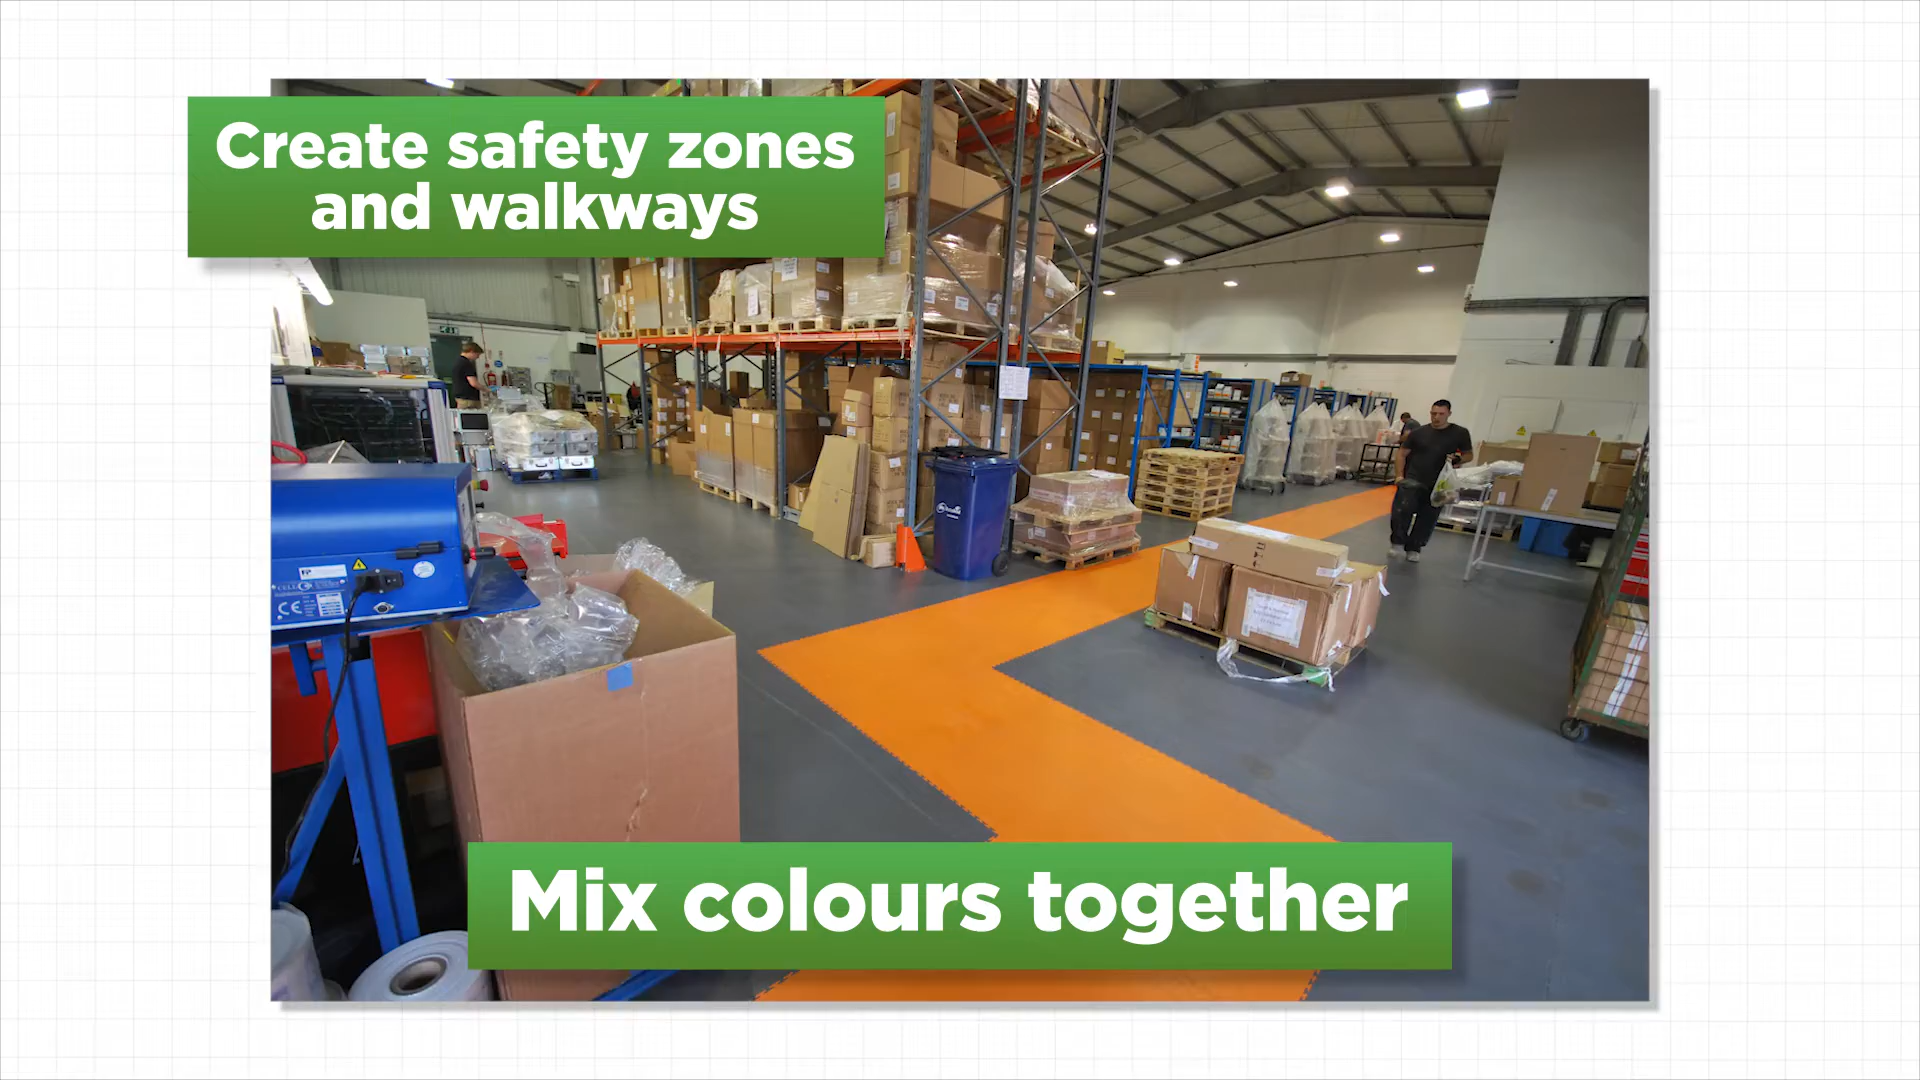 Create safety zones
and walkways
Mix colours together